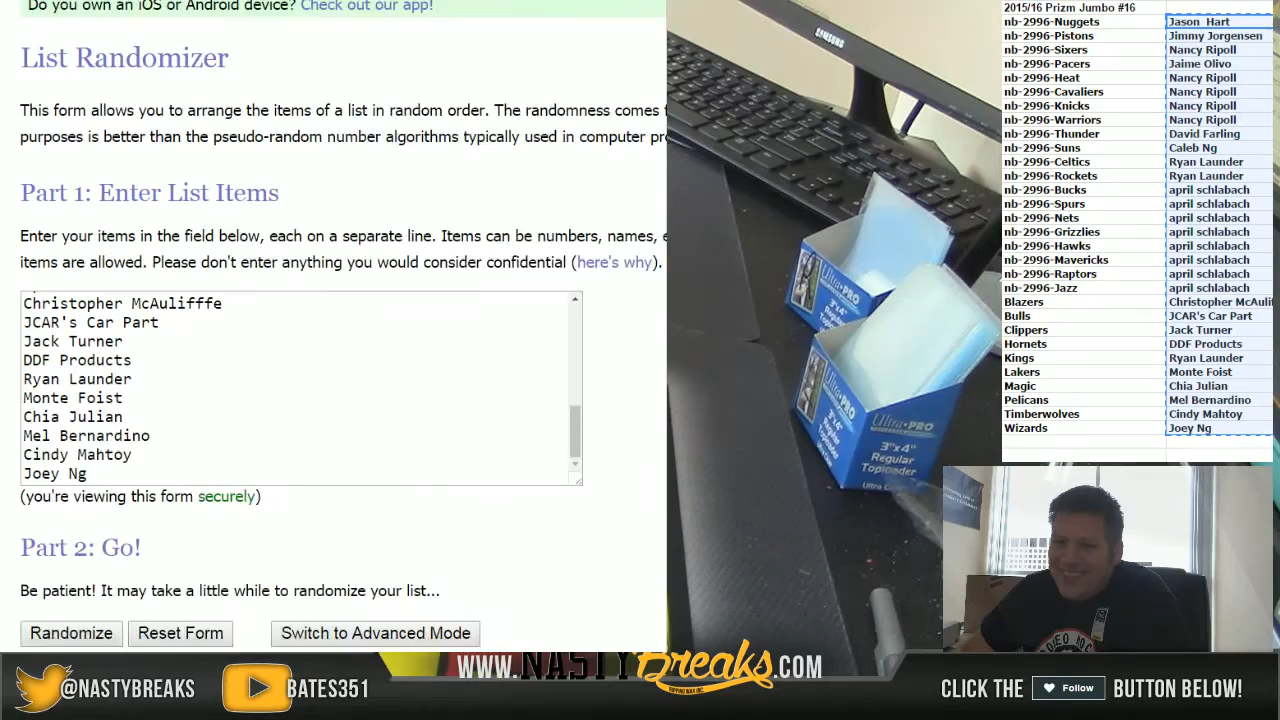 Do you own an iOS or Android device? Check out our app!
List Randomizer
This form allows you to arrange the items of a list in random order. The randomness comes
purposes is better than the pseudo-random number algorithms typically used in computer
Part 1: Enter List Items
Enter your items in the field below, each on a separate line. Items can be numbers, names,
items are allowed. Please don't enter anything you would consider confidential (here's why).
Christopher McAulifffe
JCAR's Car Part
Jack Turner
DDF Products
Ryan Launder
Monte Foist
Chia Julian
Mel Bernardino
Cindy Mahtoy
Joey Ng
(you're viewing this form securely)
Part 2: Go!
Be patient! It may take a little while to randomize your list...
Randomize Reset Form Switch to Advanced Mode
SAMSUNG
Ultra·PRO
3"x4"
Regular
Toploader
Ultra·PRO
3"x4"
Regular
Toploader
2015/16 Prizm Jumbo #16
nb-2996-Nuggets Jason Hart
nb-2996-Pistons Jimmy Jorgensen
nb-2996-Sixers Nancy Ripoll
nb-2996-Pacers Jaime Olivo
nb-2996-Heat Nancy Ripoll
nb-2996-Cavaliers Nancy Ripoll
nb-2996-Knicks Nancy Ripoll
nb-2996-Warriors Nancy Ripoll
nb-2996-Thunder David Farling
nb-2996-Suns Caleb Ng
nb-2996-Celtics Ryan Launder
nb-2996-Rockets Ryan Launder
nb-2996-Bucks april schlabach
nb-2996-Spurs april schlabach
nb-2996-Nets april schlabach
nb-2996-Grizzlies april schlabach
nb-2996-Hawks april schlabach
nb-2996-Mavericks april schlabach
nb-2996-Raptors april schlabach
nb-2996-Jazz april schlabach
Blazers Christopher McAulif
Bulls JCAR's Car Part
Clippers Jack Turner
Hornets DDF Products
Kings Ryan Launder
Lakers Monte Foist
Magic Chia Julian
Pelicans Mel Bernardino
Timberwolves Cindy Mahtoy
Wizards Joey Ng
@NASTYBREAKS BATES351 WWW.NASTYBreaks.COM CLICK THE Follow BUTTON BELOW!
RIPPING WAX INC.